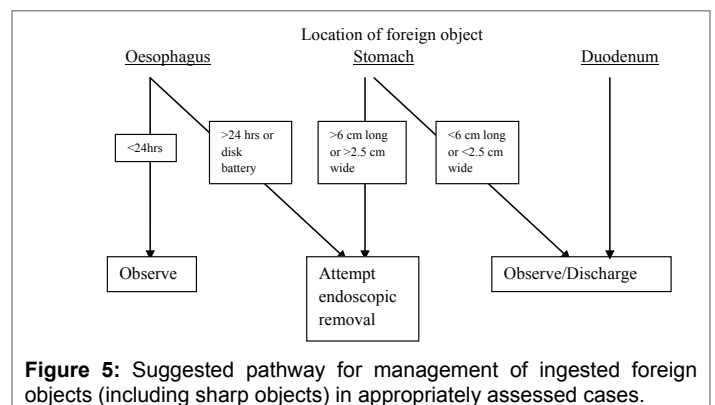 Location of foreign object
Oesophagus Stomach Duodenum
<24hrs
>24 hrs or
disk
battery
>6 cm long
or >2.5 cm
wide
<6 cm long
or <2.5 cm
wide
Observe
Attempt
endoscopic
removal
Observe/Discharge
Figure 5: Suggested pathway for management of ingested foreign
objects (including sharp objects) in appropriately assessed cases.